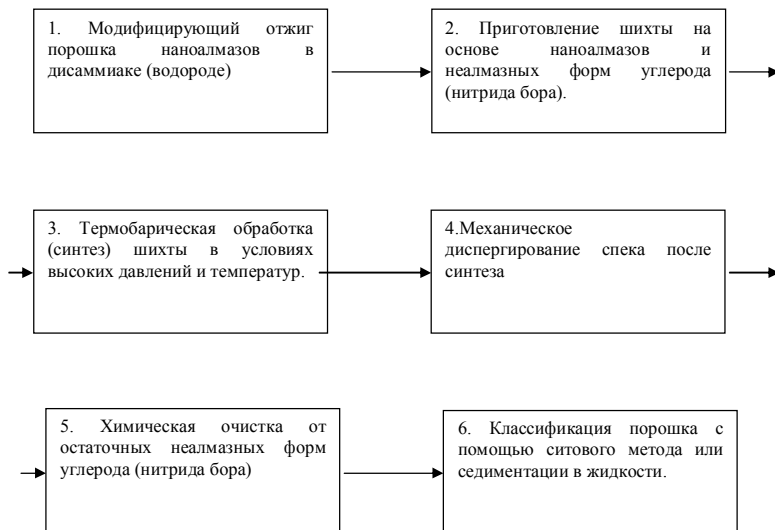 1. Модифицирующий отжиг
порошка наноалмазов в
дисаммиаке (водороде)
2. Приготовление шихты на
основе наноалмазов и
неалмазных форм углерода
(нитрида бора).
3. Термобарическая обработка
(синтез) шихты в условиях
высоких давлений и температур.
4.Механическое
диспергирование спека после
синтеза
5. Химическая очистка от
остаточных неалмазных форм
углерода (нитрида бора)
6. Классификация порошка с
помощью ситового метода или
седиментации в жидкости.